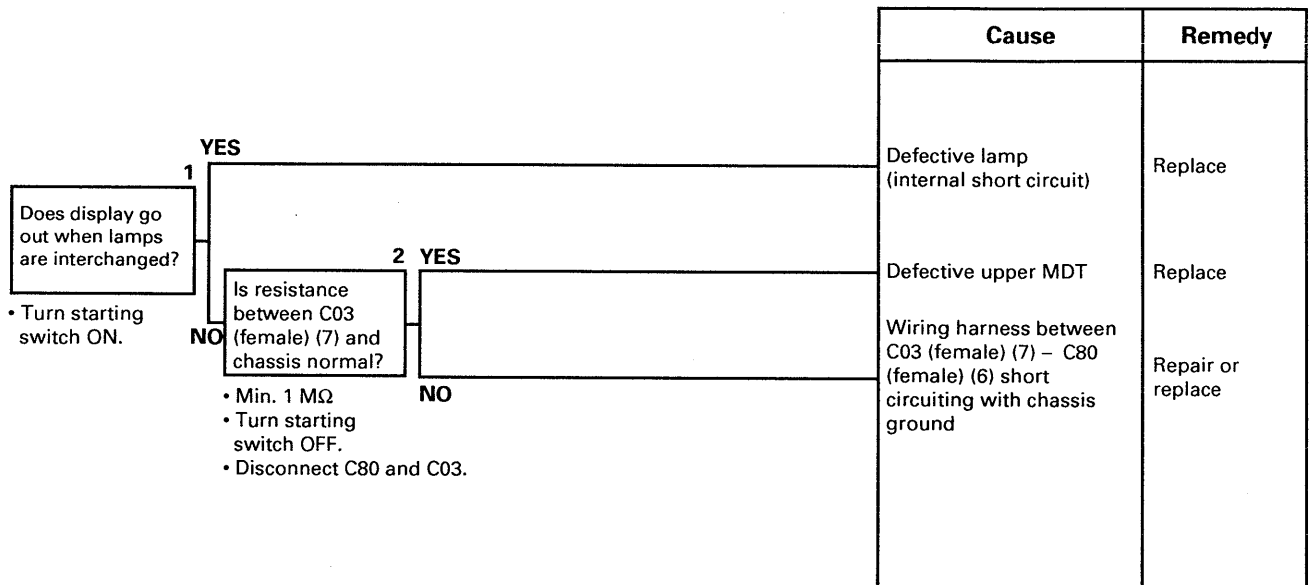 Cause
Remedy
YES
1
Does display go
out when lamps
are interchanged?
• Turn starting
switch ON.
NO
2
YES
Is resistance
between C03
(female) (7) and
chassis normal?
• Min. 1 MΩ
• Turn starting
switch OFF.
• Disconnect C80 and C03.
NO
Defective lamp
(internal short circuit)
Replace
Defective upper MDT
Replace
Wiring harness between
C03 (female) (7) – C80
(female) (6) short
circuiting with chassis
ground
Repair or
replace